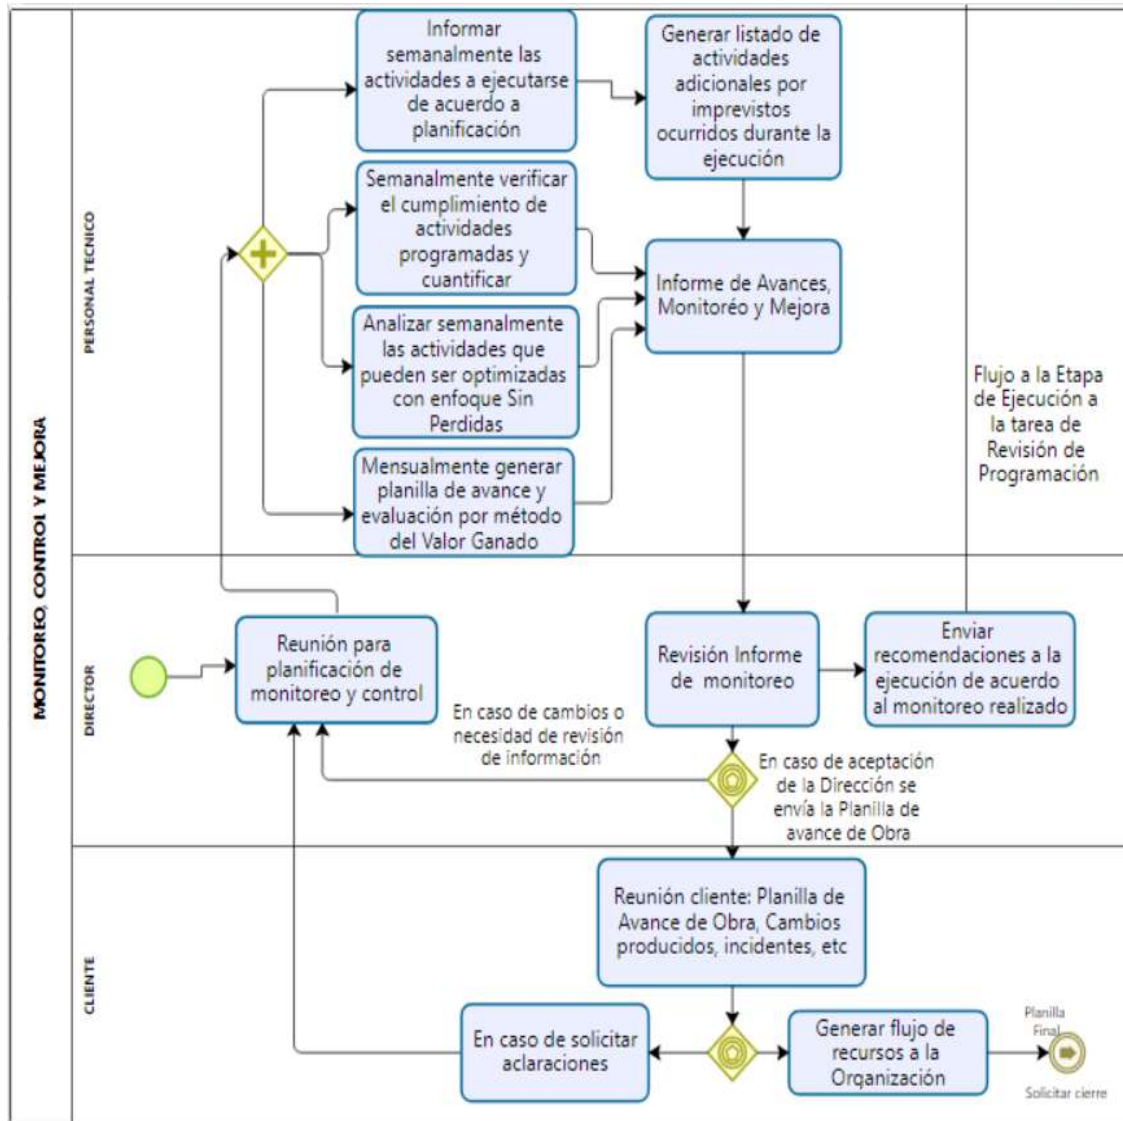 MONITOREO, CONTROL Y MEJORA
PERSONAL TECNICO
Informar
semanalmente las
actividades a ejecutarse
de acuerdo a
planificación
Generar listado de
actividades
adicionales por
imprevistos
ocurridos durante la
ejecución
Semanalmente verificar
el cumplimiento de
actividades
programadas y
cuantificar
Informe de Avances,
Monitoréo y Mejora
Analizar semanalmente
las actividades que
pueden ser optimizadas
con enfoque Sin
Perdidas
Mensualmente generar
planilla de avance y
evaluación por método
del Valor Ganado
Flujo a la Etapa
de Ejecución a
la tarea de
Revisión de
Programación
DIRECTOR
Reunión para
planificación de
monitoreo y control
Revisión Informe
de monitoreo
Enviar
recomendaciones a la
ejecución de acuerdo
al monitoreo realizado
En caso de cambios o
necesidad de revisión
de información
En caso de aceptación
de la Dirección se
envía la Planilla de
avance de Obra
CLIENTE
Reunión cliente: Planilla de
Avance de Obra, Cambios
producidos, incidentes, etc
En caso de solicitar
aclaraciones
Generar flujo de
recursos a la
Organización
Planilla
Final
Solicitar cierre